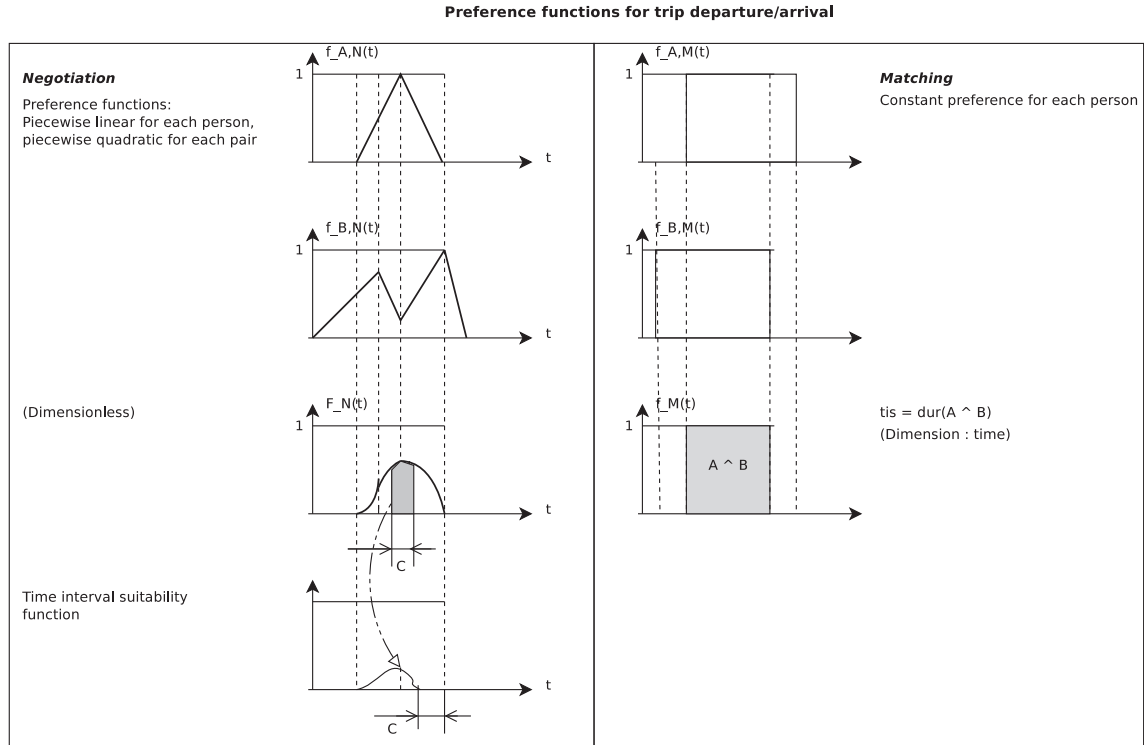 Preference functions for trip departure/arrival
Negotiation
Preference functions:
Piecewise linear for each person,
piecewise quadratic for each pair
f_A,N(t)
1
t
f_A,M(t)
1
Matching
Constant preference for each person
f_B,N(t)
1
t
f_B,M(t)
1
(Dimensionless)
F_N(t)
1
t
C
f_M(t)
1
A ^ B
tis = dur(A ^ B)
(Dimension : time)
Time interval suitability
function
t
C